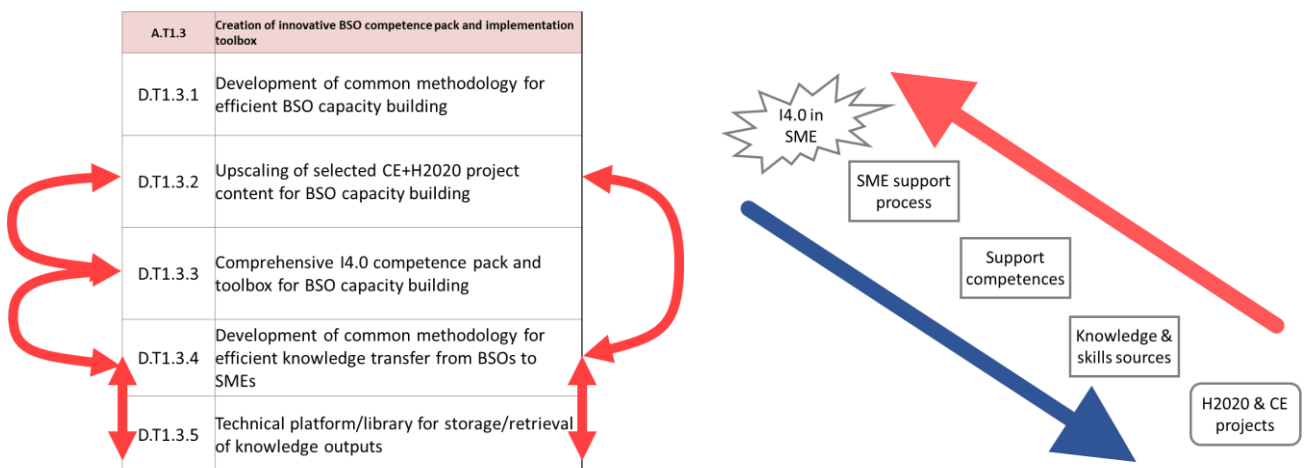 A.T1.3
Creation of innovative BSO competence pack and implementation
toolbox
D.T1.3.1
Development of common methodology for
efficient BSO capacity building
D.T1.3.2
Upscaling of selected CE+H2020 project
content for BSO capacity building
D.T1.3.3
Comprehensive I4.0 competence pack and
toolbox for BSO capacity building
D.T1.3.4
Development of common methodology for
efficient knowledge transfer from BSOs to
SMEs
D.T1.3.5
Technical platform/library for storage/retrieval
of knowledge outputs
I4.0 in
SME
SME support
process
Support
competences
Knowledge &
skills sources
H2020 & CE
projects